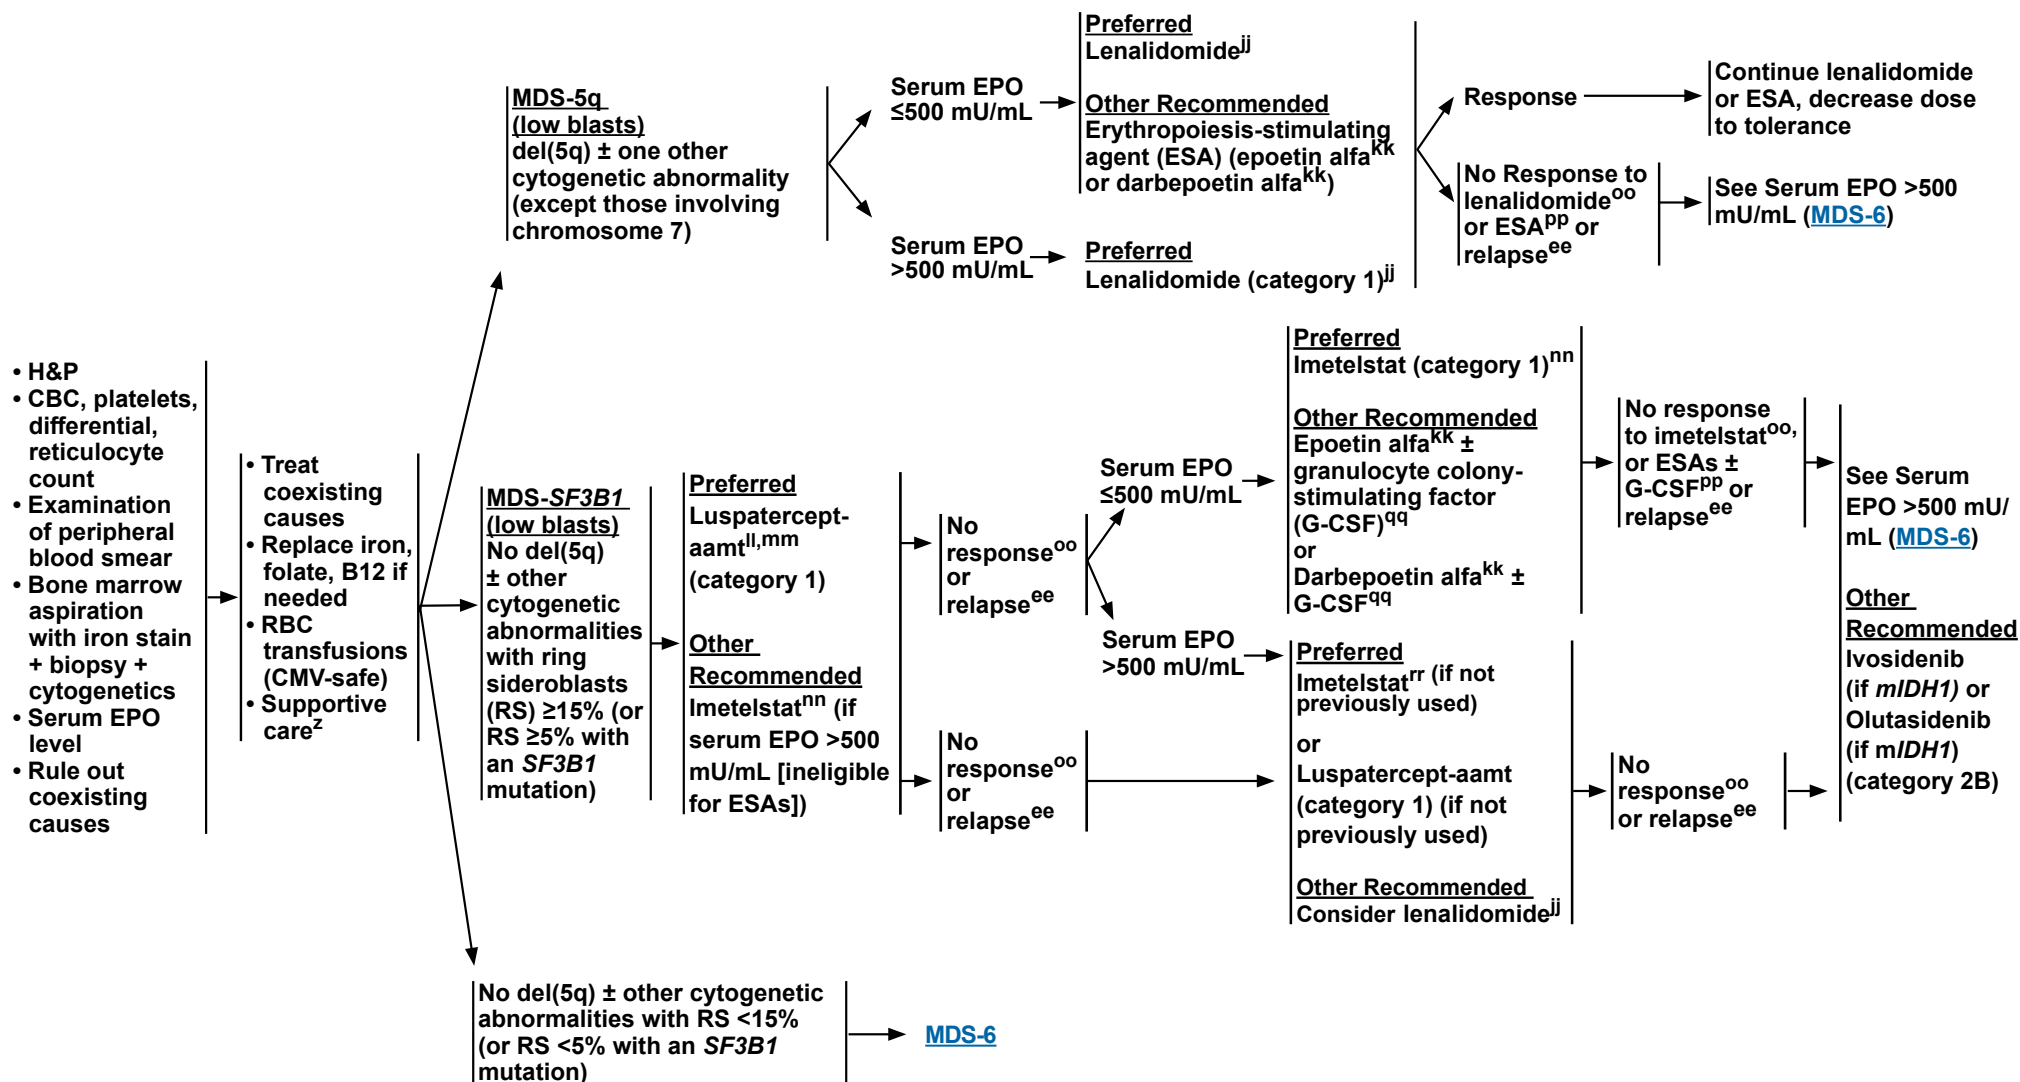 • H&P
• CBC, platelets,
differential,
reticulocyte
count
• Examination
of peripheral
blood smear
• Bone marrow
aspiration
with iron stain
+ biopsy +
cytogenetics
• Serum EPO
level
• Rule out
coexisting
causes
• Treat
coexisting
causes
• Replace iron,
folate, B12 if
needed
• RBC
transfusions
(CMV-safe)
• Supportive
care^z
MDS-5q
(low blasts)
del(5q) ± one other
cytogenetic abnormality
(except those involving
chromosome 7)
Serum EPO
≤500 mU/mL
Preferred
Lenalidomide^jj
Other Recommended
Erythropoiesis-stimulating
agent (ESA) (epoetin alfa^kk
or darbepoetin alfa^kk)
Serum EPO
>500 mU/mL
Preferred
Lenalidomide (category 1)^jj
Response
Continue lenalidomide
or ESA, decrease dose
to tolerance
No Response to
lenalidomide^oo
or ESA^pp or
relapse^ee
See Serum EPO >500
mU/mL (MDS-6)
MDS-SF3B1
(low blasts)
No del(5q)
± other
cytogenetic
abnormalities
with ring
sideroblasts
(RS) ≥15% (or
RS ≥5% with
an SF3B1
mutation)
Preferred
Luspatercept-
aamt^ll,mm
(category 1)
Other
Recommended
Imetelstat^nn (if
serum EPO >500
mU/mL [ineligible
for ESAs])
No
response^oo
or
relapse^ee
Serum EPO
≤500 mU/mL
Preferred
Imetelstat (category 1)^nn
Other Recommended
Epoetin alfa^kk ±
granulocyte colony-
stimulating factor
(G-CSF)^qq
or
Darbepoetin alfa^kk ±
G-CSF^qq
No response
to imetelstat^oo,
or ESAs ±
G-CSF^pp or
relapse^ee
Serum EPO
>500 mU/mL
No
response^oo
or
relapse^ee
Preferred
Imetelstat^rr (if not
previously used)
or
Luspatercept-aamt
(category 1) (if not
previously used)
Other Recommended
Consider lenalidomide^jj
No
response^oo
or relapse^ee
See Serum
EPO >500 mU/
mL (MDS-6)
Other
Recommended
Ivosidenib
(if mIDH1) or
Olutasidenib
(if mIDH1)
(category 2B)
No del(5q) ± other cytogenetic
abnormalities with RS <15%
(or RS <5% with an SF3B1
mutation)
MDS-6